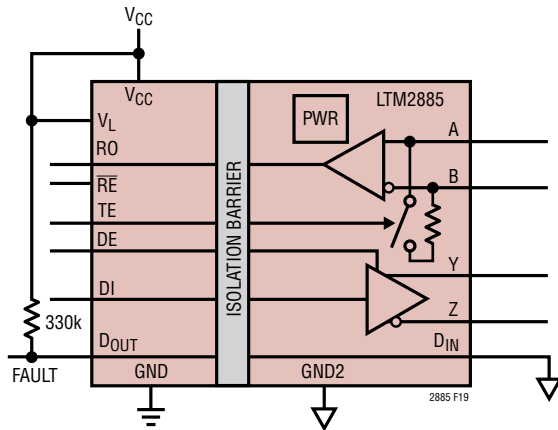 VCC
VCC
LTM2885
PWR
VL
A
RO
B
RE
TE
DE
ISOLATION BARRIER
Y
DI
Z
330k
DOUT
DIN
FAULT
GND
GND2
2885 F19